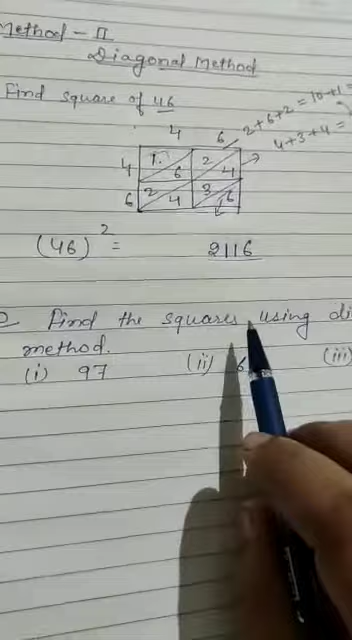 Method - II
Diagonal Method
Find square of 46
4 6
2+6+2 = 10+1 =
4+3+4 =
4 1 6 2 4
6 2 4 3 6
(46)² = 2116
Q Find the squares using di
method.
(i) 97 (ii) 6 (iii)